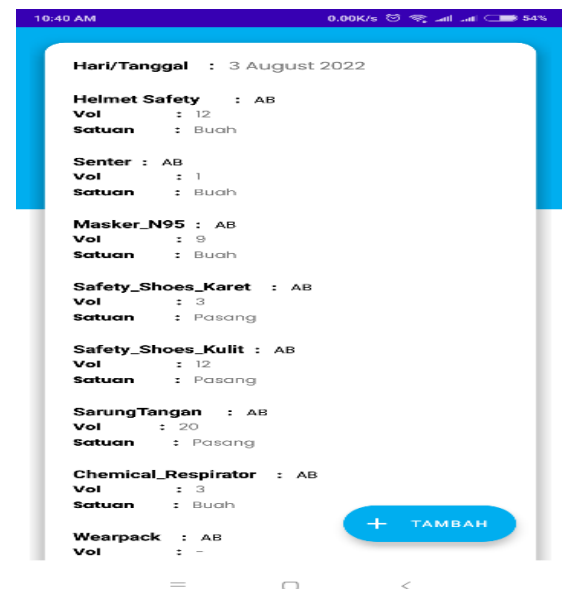 10:40 AM 0.00K/s 54%
Hari/Tanggal : 3 August 2022
Helmet Safety : AB
Vol : 12
Satuan : Buah
Senter : AB
Vol : 1
Satuan : Buah
Masker_N95 : AB
Vol : 9
Satuan : Buah
Safety_Shoes_Karet : AB
Vol : 3
Satuan : Pasang
Safety_Shoes_Kulit : AB
Vol : 12
Satuan : Pasang
SarungTangan : AB
Vol : 20
Satuan : Pasang
Chemical_Respirator : AB
Vol : 3
Satuan : Buah
+ TAMBAH
Wearpack : AB
Vol : -